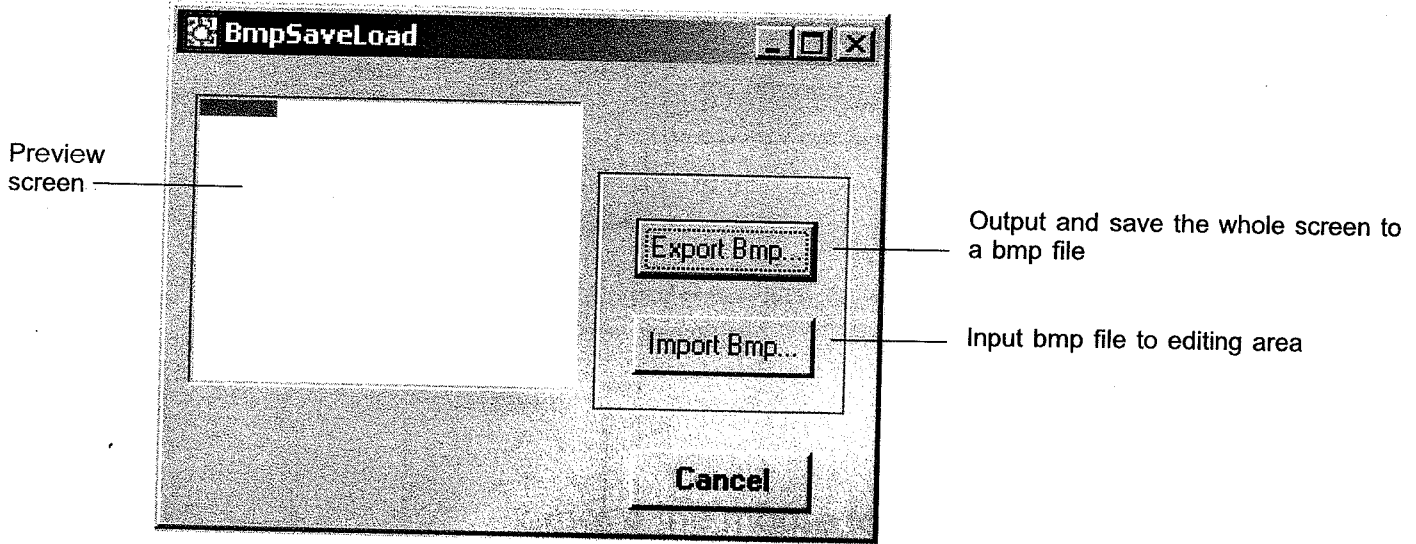 BmpSaveLoad
Preview
screen
Export Bmp...
Output and save the whole screen to
a bmp file
Import Bmp...
Input bmp file to editing area
Cancel